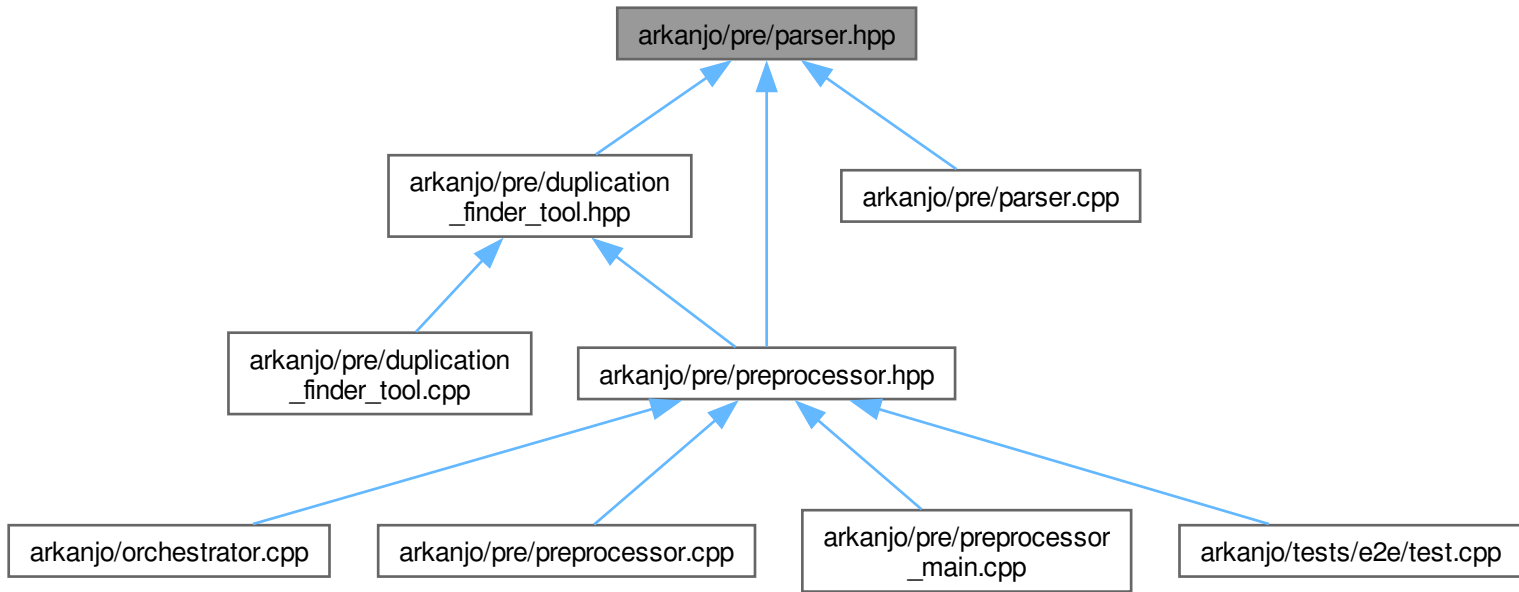 arkanjo/pre/parser.hpp
arkanjo/pre/duplication
_finder_tool.hpp
arkanjo/pre/parser.cpp
arkanjo/pre/duplication
_finder_tool.cpp
arkanjo/pre/preprocessor.hpp
arkanjo/orchestrator.cpp
arkanjo/pre/preprocessor.cpp
arkanjo/pre/preprocessor
_main.cpp
arkanjo/tests/e2e/test.cpp